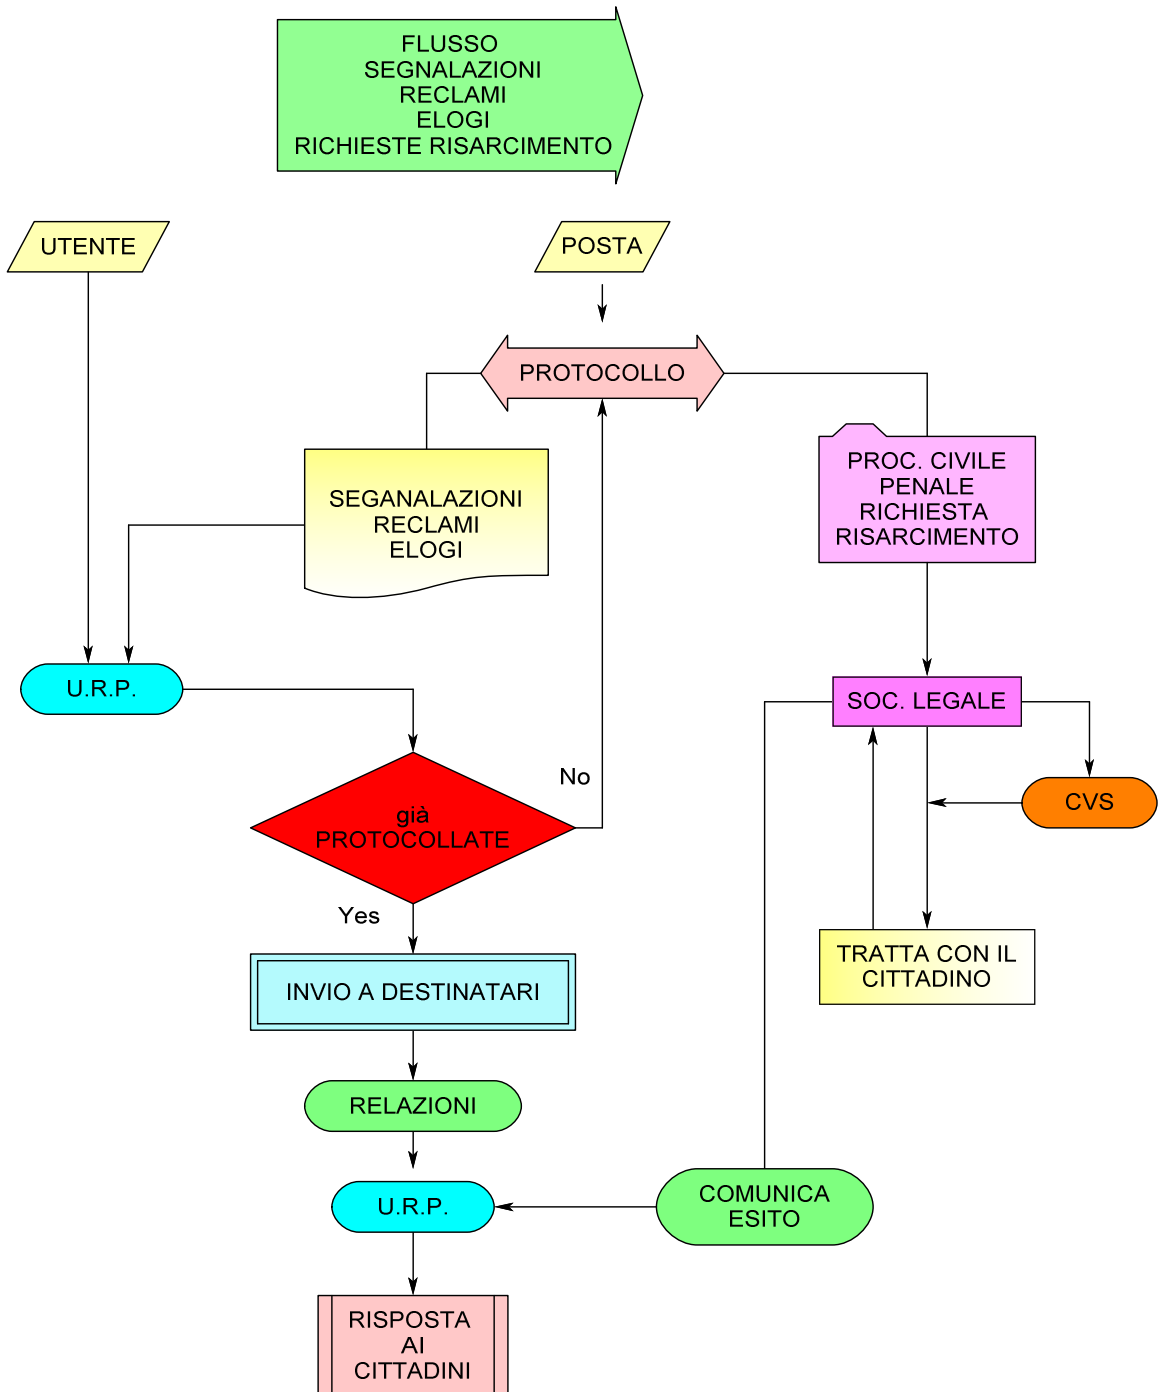 FLUSSO
SEGNALAZIONI
RECLAMI
ELOGI
RICHIESTE RISARCIMENTO
UTENTE
POSTA
PROTOCOLLO
SEGANALAZIONI
RECLAMI
ELOGI
PROC. CIVILE
PENALE
RICHIESTA
RISARCIMENTO
U.R.P.
SOC. LEGALE
No
CVS
già
PROTOCOLLATE
Yes
TRATTA CON IL
CITTADINO
INVIO A DESTINATARI
RELAZIONI
U.R.P.
COMUNICA
ESITO
RISPOSTA
AI
CITTADINI